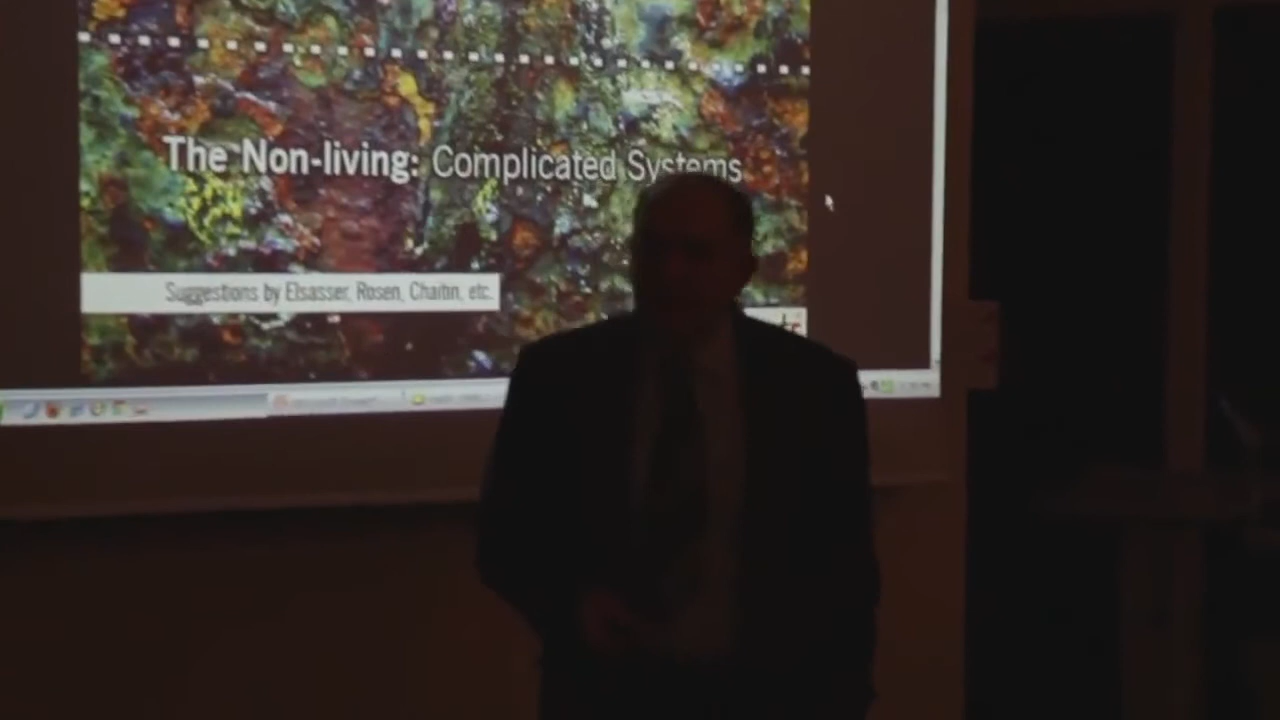 The Non-living: Complicated Systems
Suggestions by Elsasser, Rosen, Chaitin, etc.